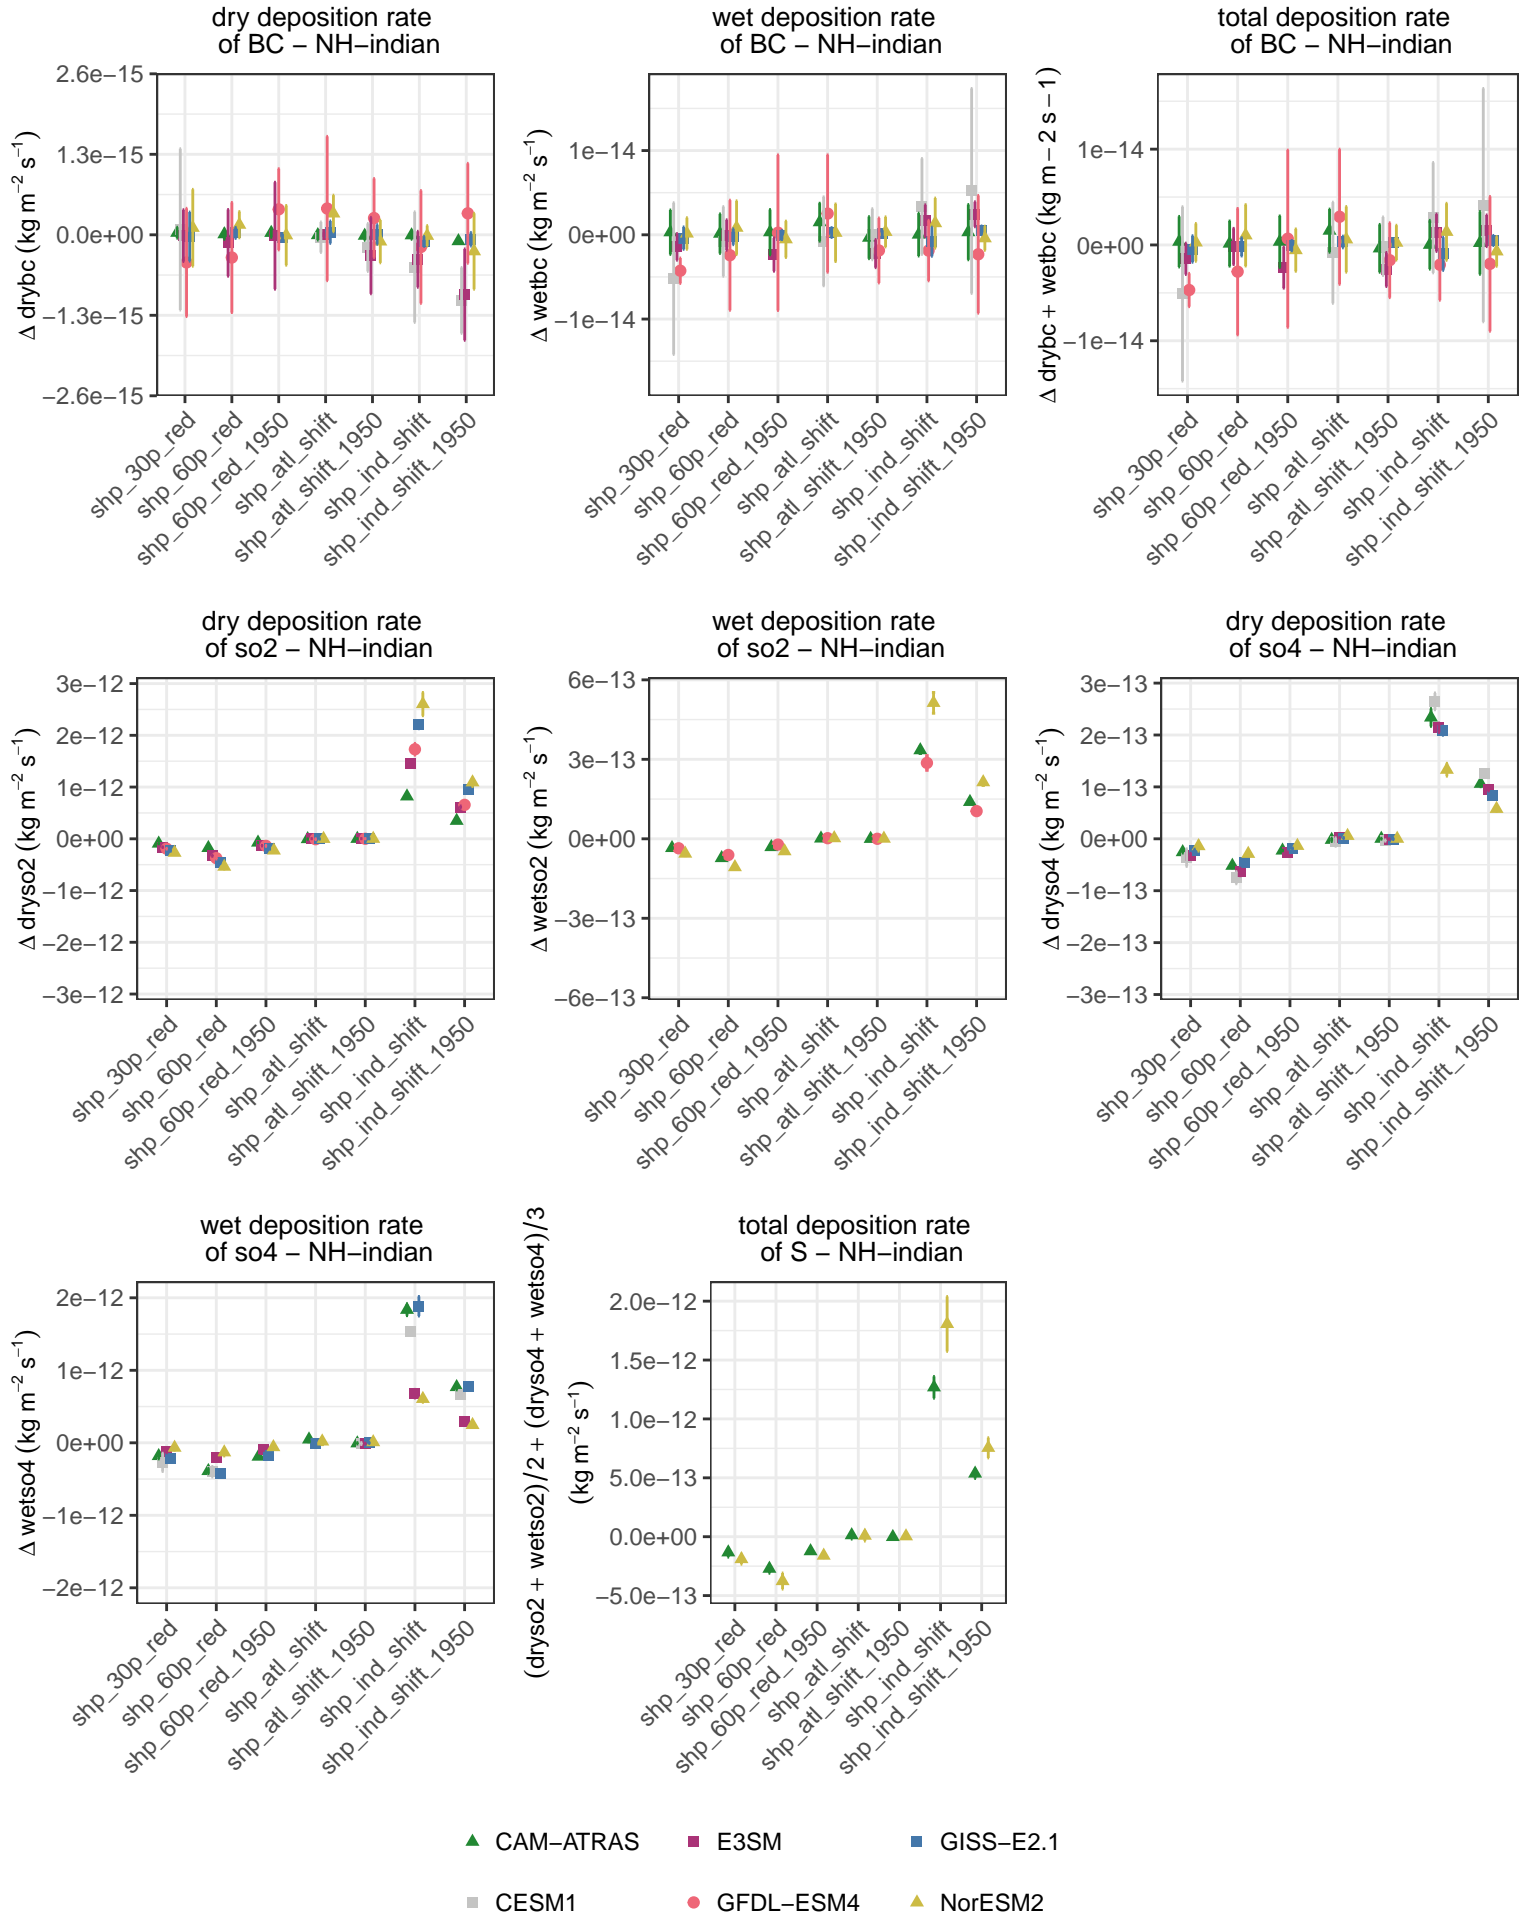 dry deposition rate
of BC − NH−indian
Δ drybc (kg m−2 s−1)
2.6e−15
1.3e−15
0.0e+00
−1.3e−15
−2.6e−15
shp_30p_red
shp_60p_red
shp_60p_red_1950
shp_atl_shift
shp_atl_shift_1950
shp_ind_shift
shp_ind_shift_1950
wet deposition rate
of BC − NH−indian
Δ wetbc (kg m−2 s−1)
1e−14
0e+00
−1e−14
shp_30p_red
shp_60p_red
shp_60p_red_1950
shp_atl_shift
shp_atl_shift_1950
shp_ind_shift
shp_ind_shift_1950
total deposition rate
of BC − NH−indian
Δ drybc + wetbc (kg m − 2 s − 1)
1e−14
0e+00
−1e−14
shp_30p_red
shp_60p_red
shp_60p_red_1950
shp_atl_shift
shp_atl_shift_1950
shp_ind_shift
shp_ind_shift_1950
dry deposition rate
of so2 − NH−indian
Δ dryso2 (kg m−2 s−1)
3e−12
2e−12
1e−12
0e+00
−1e−12
−2e−12
−3e−12
shp_30p_red
shp_60p_red
shp_60p_red_1950
shp_atl_shift
shp_atl_shift_1950
shp_ind_shift
shp_ind_shift_1950
wet deposition rate
of so2 − NH−indian
Δ wetso2 (kg m−2 s−1)
6e−13
3e−13
0e+00
−3e−13
−6e−13
shp_30p_red
shp_60p_red
shp_60p_red_1950
shp_atl_shift
shp_atl_shift_1950
shp_ind_shift
shp_ind_shift_1950
dry deposition rate
of so4 − NH−indian
Δ dryso4 (kg m−2 s−1)
3e−13
2e−13
1e−13
0e+00
−1e−13
−2e−13
−3e−13
shp_30p_red
shp_60p_red
shp_60p_red_1950
shp_atl_shift
shp_atl_shift_1950
shp_ind_shift
shp_ind_shift_1950
wet deposition rate
of so4 − NH−indian
Δ wetso4 (kg m−2 s−1)
2e−12
1e−12
0e+00
−1e−12
−2e−12
shp_30p_red
shp_60p_red
shp_60p_red_1950
shp_atl_shift
shp_atl_shift_1950
shp_ind_shift
shp_ind_shift_1950
total deposition rate
of S − NH−indian
(dryso2 + wetso2)/2 + (dryso4 + wetso4)/3
(kg m−2 s−1)
2.0e−12
1.5e−12
1.0e−12
5.0e−13
0.0e+00
−5.0e−13
shp_30p_red
shp_60p_red
shp_60p_red_1950
shp_atl_shift
shp_atl_shift_1950
shp_ind_shift
shp_ind_shift_1950
CAM−ATRAS
E3SM
GISS−E2.1
CESM1
GFDL−ESM4
NorESM2